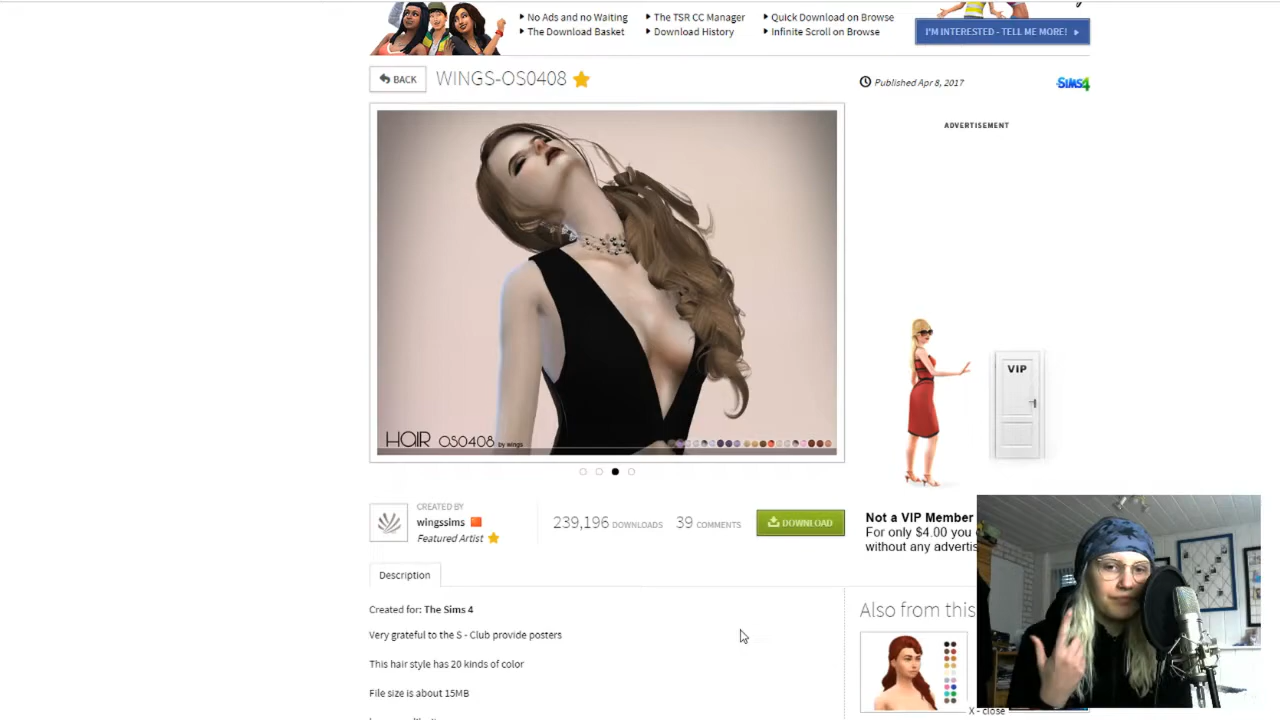 No Ads and no Waiting
The TSR CC Manager
Quick Download on Browse
The Download Basket
Download History
Infinite Scroll on Browse
I'M INTERESTED - TELL ME MORE!
BACK
WINGS-OS0408
Published Apr 8, 2017
SIMS4
ADVERTISEMENT
VIP
HAIR OS0408 by wings
CREATED BY
wingssims
Featured Artist
239,196 DOWNLOADS
39 COMMENTS
DOWNLOAD
Not a VIP Member
For only $4.00 you
without any advertis
Description
Created for: The Sims 4
Also from this
Very grateful to the S - Club provide posters
This hair style has 20 kinds of color
File size is about 15MB
X - close